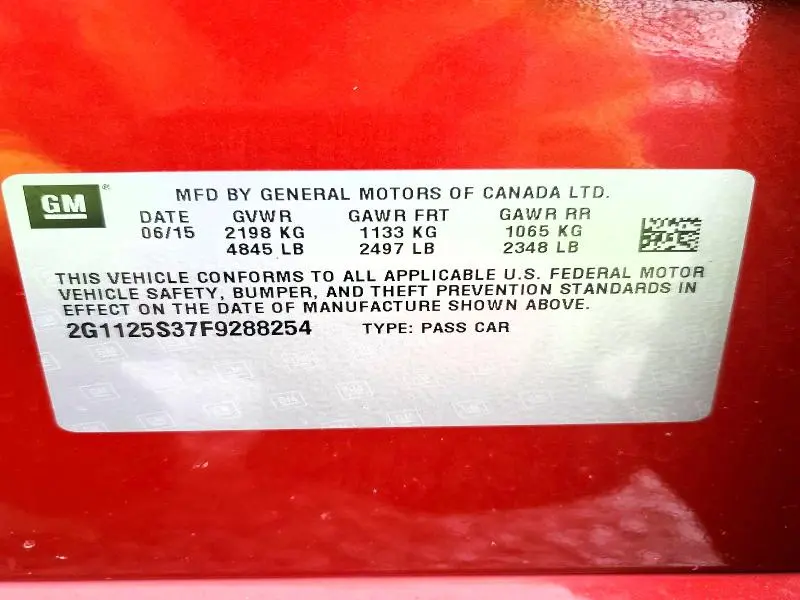 GM®
MFD BY GENERAL MOTORS OF CANADA LTD.
DATE GVWR GAWR FRT GAWR RR
06/15 2198 KG 1133 KG 1065 KG
4845 LB 2497 LB 2348 LB
THIS VEHICLE CONFORMS TO ALL APPLICABLE U.S. FEDERAL MOTOR
VEHICLE SAFETY, BUMPER, AND THEFT PREVENTION STANDARDS IN
EFFECT ON THE DATE OF MANUFACTURE SHOWN ABOVE.
2G1125S37F9288254 TYPE: PASS CAR